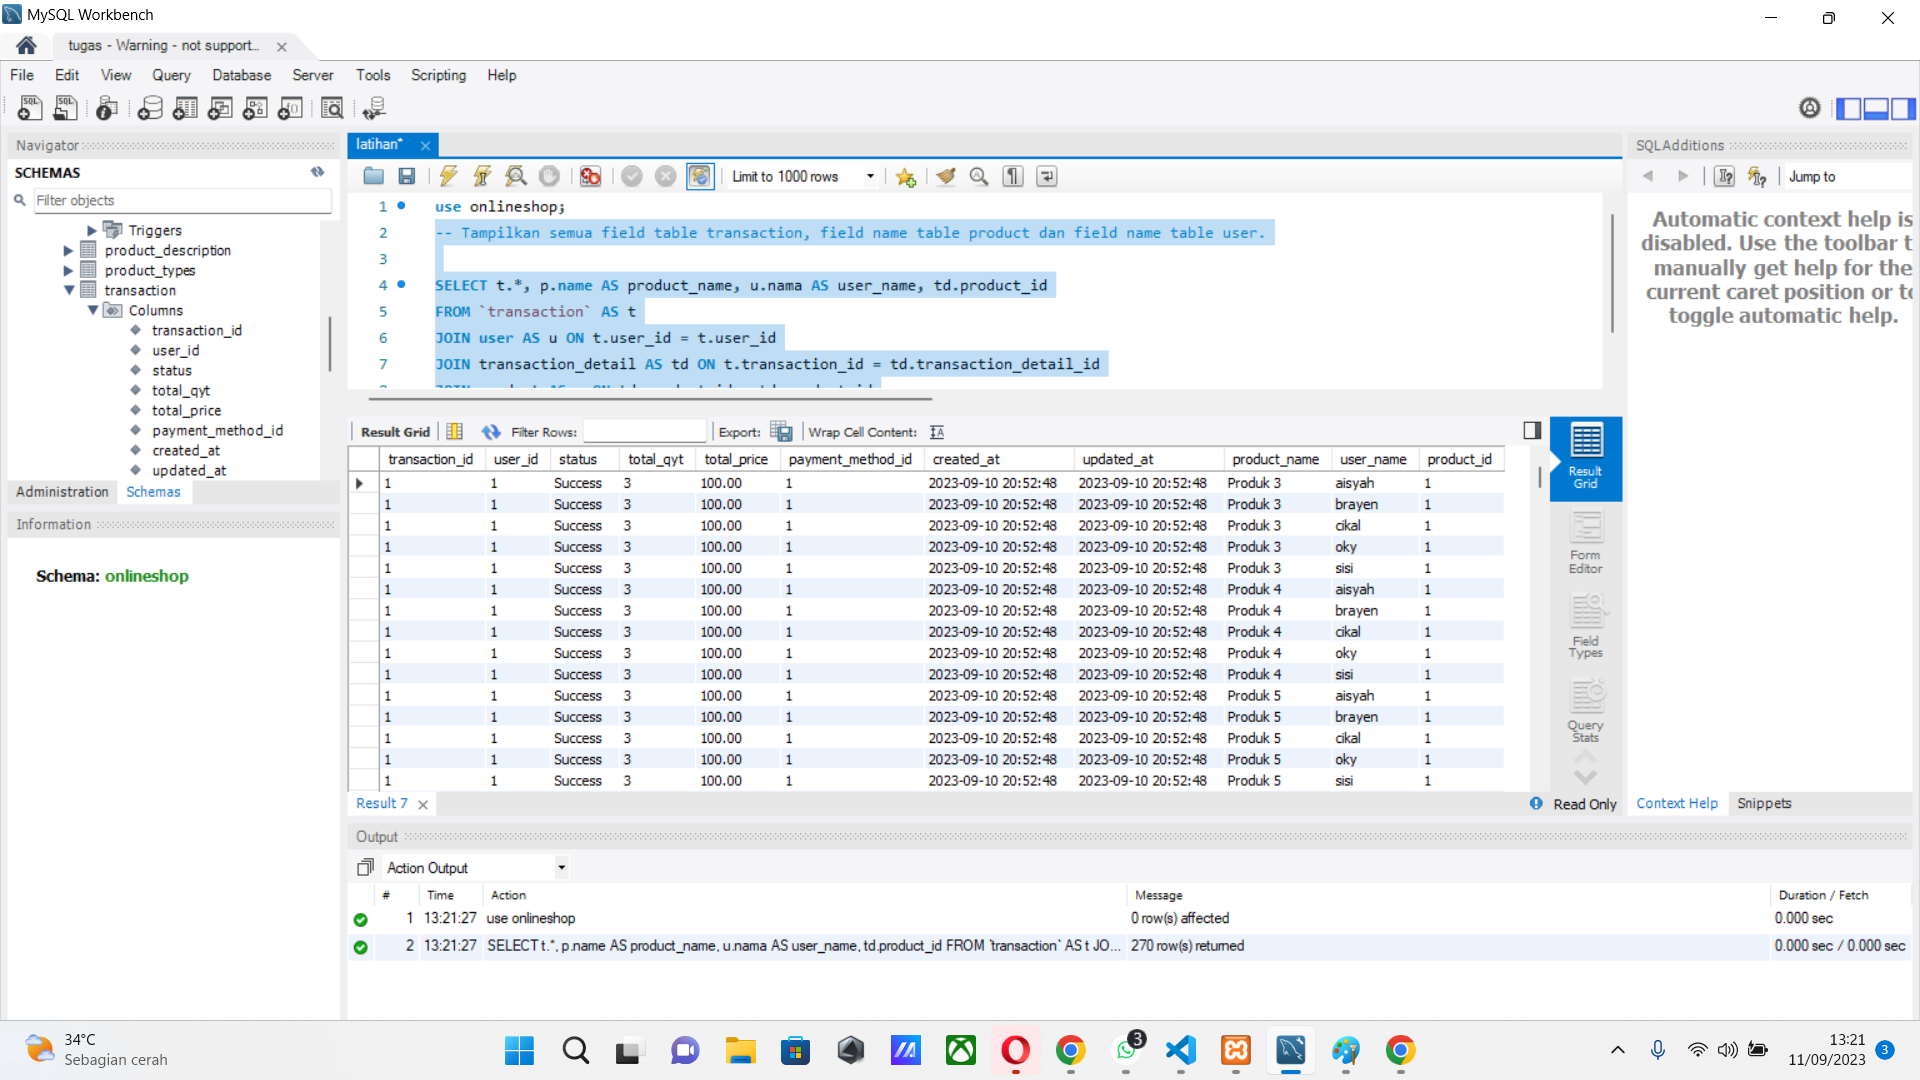 MySQL Workbench
tugas - Warning - not support...
File Edit View Query Database Server Tools Scripting Help
Navigator
SCHEMAS
Filter objects
Triggers
product_description
product_types
transaction
Columns
transaction_id
user_id
status
total_qyt
total_price
payment_method_id
created_at
updated_at
Administration Schemas
Information
Schema: onlineshop
latihan*
Limit to 1000 rows
1 use onlineshop;
2 -- Tampilkan semua field table transaction, field name table product dan field name table user.
3
4 SELECT t.*, p.name AS product_name, u.nama AS user_name, td.product_id
5 FROM `transaction` AS t
6 JOIN user AS u ON t.user_id = t.user_id
7 JOIN transaction_detail AS td ON t.transaction_id = td.transaction_detail_id
Result Grid Filter Rows: Export: Wrap Cell Content:
transaction_id user_id status total_qyt total_price payment_method_id created_at updated_at product_name user_name product_id
1 1 Success 3 100.00 1 2023-09-10 20:52:48 2023-09-10 20:52:48 Produk 3 aisyah 1
1 1 Success 3 100.00 1 2023-09-10 20:52:48 2023-09-10 20:52:48 Produk 3 brayen 1
1 1 Success 3 100.00 1 2023-09-10 20:52:48 2023-09-10 20:52:48 Produk 3 cikal 1
1 1 Success 3 100.00 1 2023-09-10 20:52:48 2023-09-10 20:52:48 Produk 3 oky 1
1 1 Success 3 100.00 1 2023-09-10 20:52:48 2023-09-10 20:52:48 Produk 3 sisi 1
1 1 Success 3 100.00 1 2023-09-10 20:52:48 2023-09-10 20:52:48 Produk 4 aisyah 1
1 1 Success 3 100.00 1 2023-09-10 20:52:48 2023-09-10 20:52:48 Produk 4 brayen 1
1 1 Success 3 100.00 1 2023-09-10 20:52:48 2023-09-10 20:52:48 Produk 4 cikal 1
1 1 Success 3 100.00 1 2023-09-10 20:52:48 2023-09-10 20:52:48 Produk 4 oky 1
1 1 Success 3 100.00 1 2023-09-10 20:52:48 2023-09-10 20:52:48 Produk 4 sisi 1
1 1 Success 3 100.00 1 2023-09-10 20:52:48 2023-09-10 20:52:48 Produk 5 aisyah 1
1 1 Success 3 100.00 1 2023-09-10 20:52:48 2023-09-10 20:52:48 Produk 5 brayen 1
1 1 Success 3 100.00 1 2023-09-10 20:52:48 2023-09-10 20:52:48 Produk 5 cikal 1
1 1 Success 3 100.00 1 2023-09-10 20:52:48 2023-09-10 20:52:48 Produk 5 oky 1
1 1 Success 3 100.00 1 2023-09-10 20:52:48 2023-09-10 20:52:48 Produk 5 sisi 1
Result Grid
Form Editor
Field Types
Query Stats
Result 7
Read Only
SQLAdditions
Jump to
Automatic context help is
disabled. Use the toolbar t
manually get help for the
current caret position or to
toggle automatic help.
Context Help Snippets
Output
Action Output
# Time Action Message Duration / Fetch
1 13:21:27 use onlineshop 0 row(s) affected 0.000 sec
2 13:21:27 SELECT t.*, p.name AS product_name, u.nama AS user_name, td.product_id FROM `transaction` AS t JO... 270 row(s) returned 0.000 sec / 0.000 sec
34°C
Sebagian cerah
3
13:21
11/09/2023
3